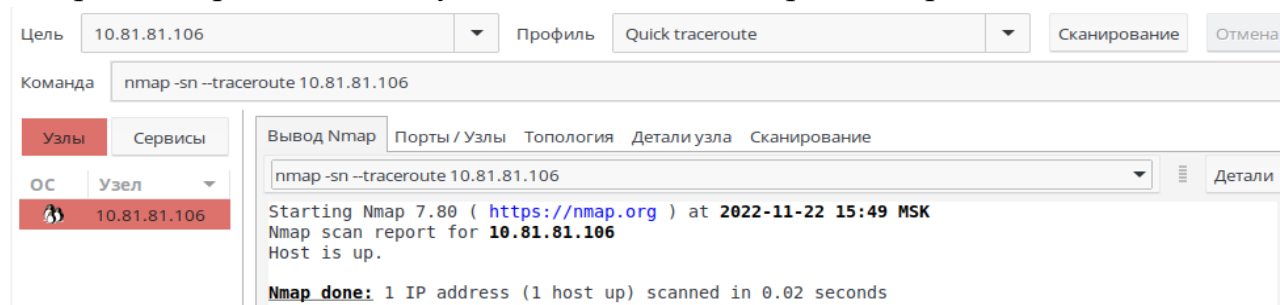 Цель 10.81.81.106 Профиль Quick traceroute Сканирование Отмена
Команда nmap -sn --traceroute 10.81.81.106
Узлы Сервисы Вывод Nmap Порты / Узлы Топология Детали узла Сканирование
nmap -sn --traceroute 10.81.81.106 Детали
ОС Узел
10.81.81.106
Starting Nmap 7.80 ( https://nmap.org ) at 2022-11-22 15:49 MSK
Nmap scan report for 10.81.81.106
Host is up.
Nmap done: 1 IP address (1 host up) scanned in 0.02 seconds